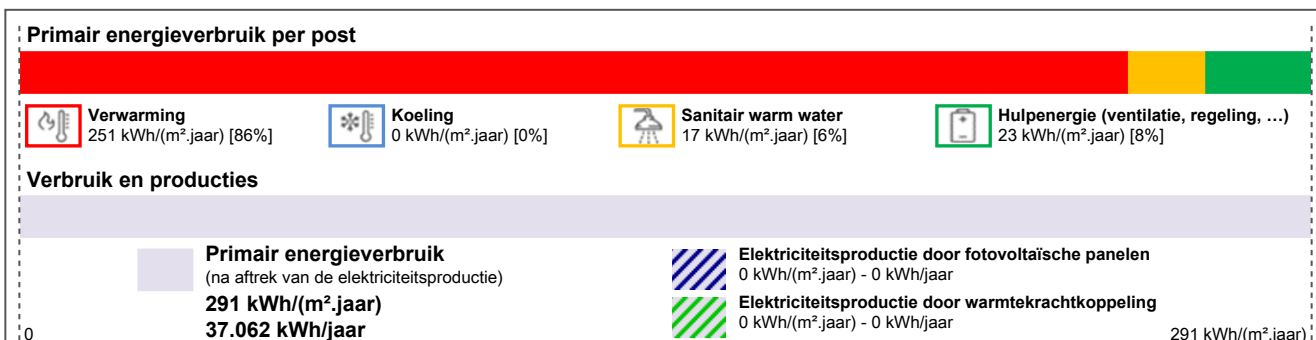 Primair energieverbruik per post
Verwarming
251 kWh/(m².jaar) [86%]
Koeling
0 kWh/(m².jaar) [0%]
Sanitair warm water
17 kWh/(m².jaar) [6%]
Hulpenergie (ventilatie, regeling, …)
23 kWh/(m².jaar) [8%]
Verbruik en producties
Primair energieverbruik
(na aftrek van de elektriciteitsproductie)
291 kWh/(m².jaar)
37.062 kWh/jaar
Elektriciteitsproductie door fotovoltaïsche panelen
0 kWh/(m².jaar) - 0 kWh/jaar
Elektriciteitsproductie door warmtekrachtkoppeling
0 kWh/(m².jaar) - 0 kWh/jaar
0
291 kWh/(m².jaar)